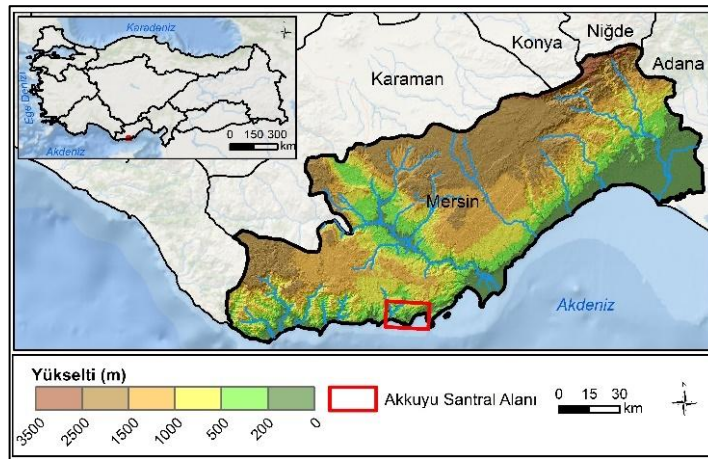 Karadeniz
Ege Denizi
Akdeniz
0 150 300
km
Niğde
Konya
Adana
Karaman
Mersin
Akdeniz
Yükselti (m)
3500 2500 1500 1000 500 200 0
Akkuyu Santral Alanı
0 15 30
km